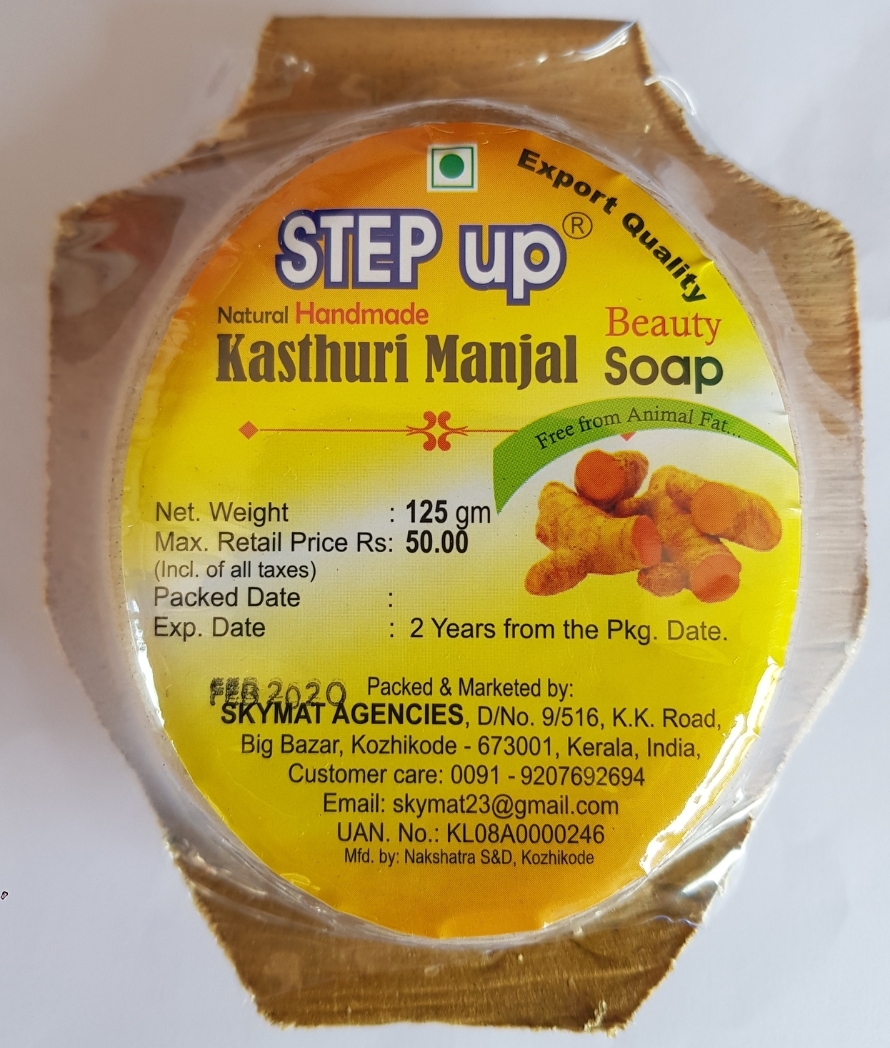 Export Quality
STEP up®
Natural Handmade
Kasthuri Manjal
Beauty
Soap
Free from Animal Fat...
Net. Weight : 125 gm
Max. Retail Price Rs: 50.00
(Incl. of all taxes)
Packed Date :
Exp. Date : 2 Years from the Pkg. Date.
FEB 2020
Packed & Marketed by:
SKYMAT AGENCIES, D/No. 9/516, K.K. Road,
Big Bazar, Kozhikode - 673001, Kerala, India,
Customer care: 0091 - 9207692694
Email: skymat23@gmail.com
UAN. No.: KL08A0000246
Mfd. by: Nakshatra S&D, Kozhikode